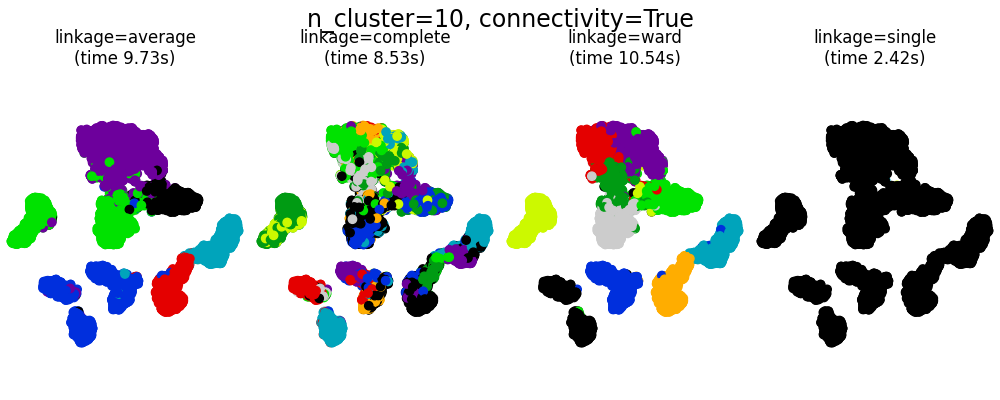 n_cluster=10, connectivity=True
linkage=average
(time 9.73s)
linkage=complete
(time 8.53s)
linkage=ward
(time 10.54s)
linkage=single
(time 2.42s)